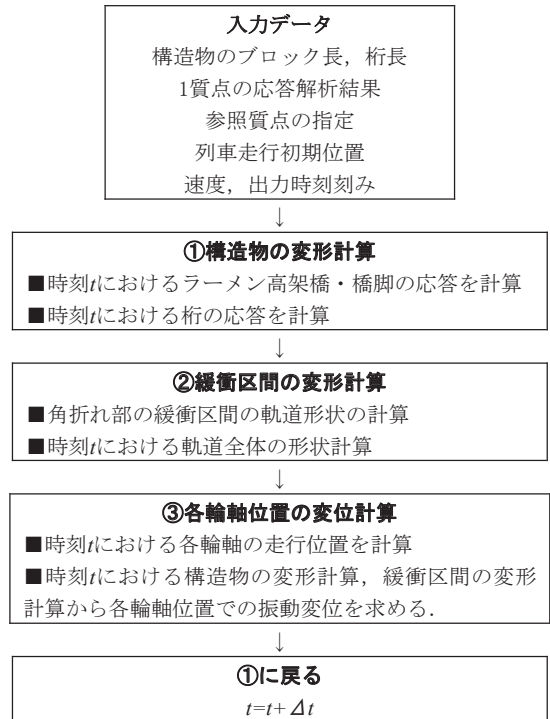 入力データ
構造物のブロック長，桁長
1質点の応答解析結果
参照質点の指定
列車走行初期位置
速度，出力時刻刻み
↓
①構造物の変形計算
■時刻tにおけるラーメン高架橋・橋脚の応答を計算
■時刻tにおける桁の応答を計算
↓
②緩衝区間の変形計算
■角折れ部の緩衝区間の軌道形状の計算
■時刻tにおける軌道全体の形状計算
↓
③各輪軸位置の変位計算
■時刻tにおける各輪軸の走行位置を計算
■時刻tにおける構造物の変形計算，緩衝区間の変形
計算から各輪軸位置での振動変位を求める．
↓
①に戻る
t=t+Δt